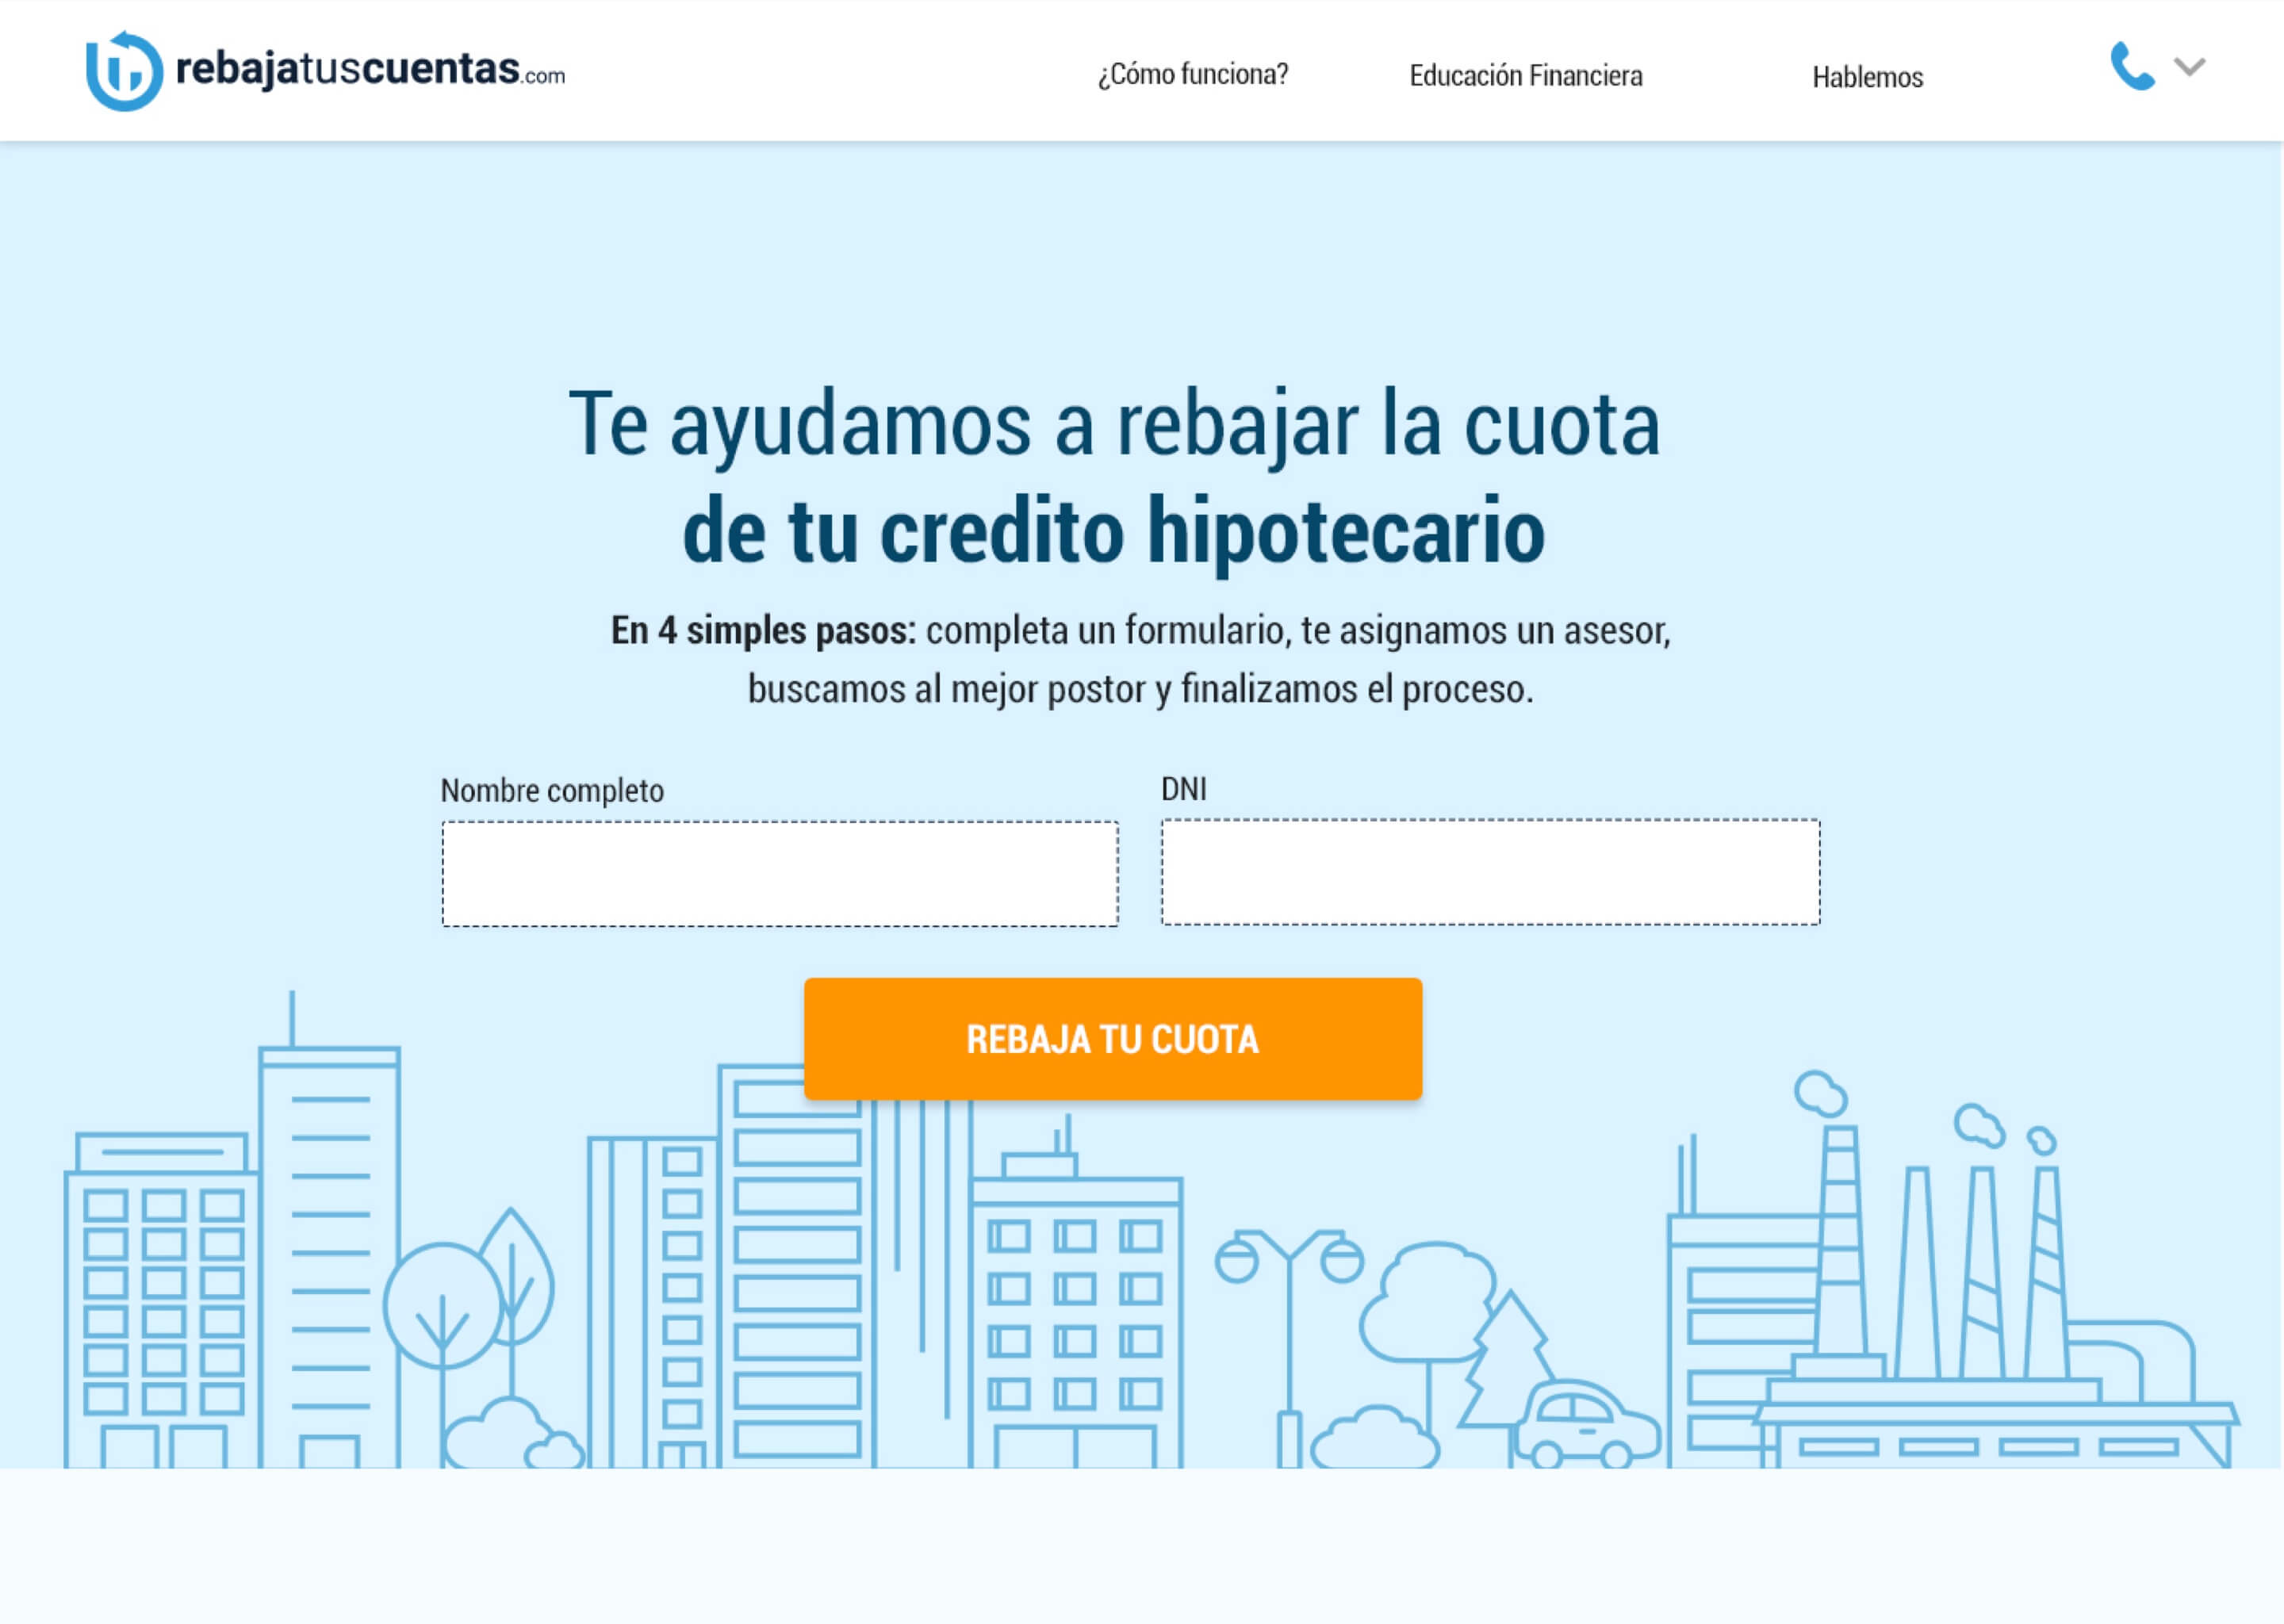 rebajatuscuentas.com
¿Cómo funciona?
Educación Financiera
Hablemos
Te ayudamos a rebajar la cuota
de tu credito hipotecario
En 4 simples pasos: completa un formulario, te asignamos un asesor,
buscamos al mejor postor y finalizamos el proceso.
Nombre completo
DNI
REBAJA TU CUOTA